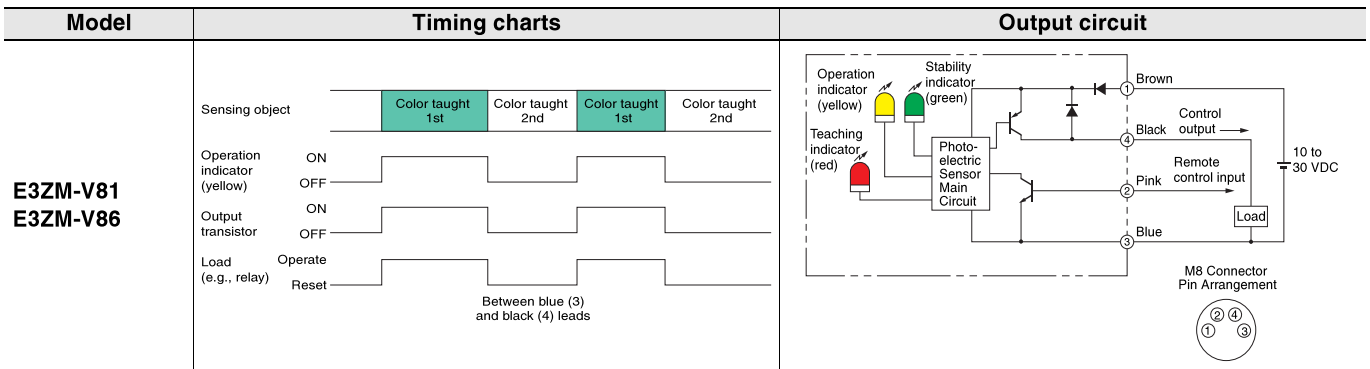 Model
Timing charts
Output circuit
E3ZM-V81
E3ZM-V86
Sensing object
Color taught
1st
Color taught
2nd
Color taught
1st
Color taught
2nd
Operation
indicator
(yellow)
ON
OFF
Output
transistor
ON
OFF
Load
(e.g., relay)
Operate
Reset
Between blue (3)
and black (4) leads
Operation
indicator
(yellow)
Stability
indicator
(green)
Teaching
indicator
(red)
Photo-
electric
Sensor
Main
Circuit
1
Brown
4
Black
Control
output
2
Pink
Remote
control input
3
Blue
Load
10 to
30 VDC
M8 Connector
Pin Arrangement
2 4
1 3